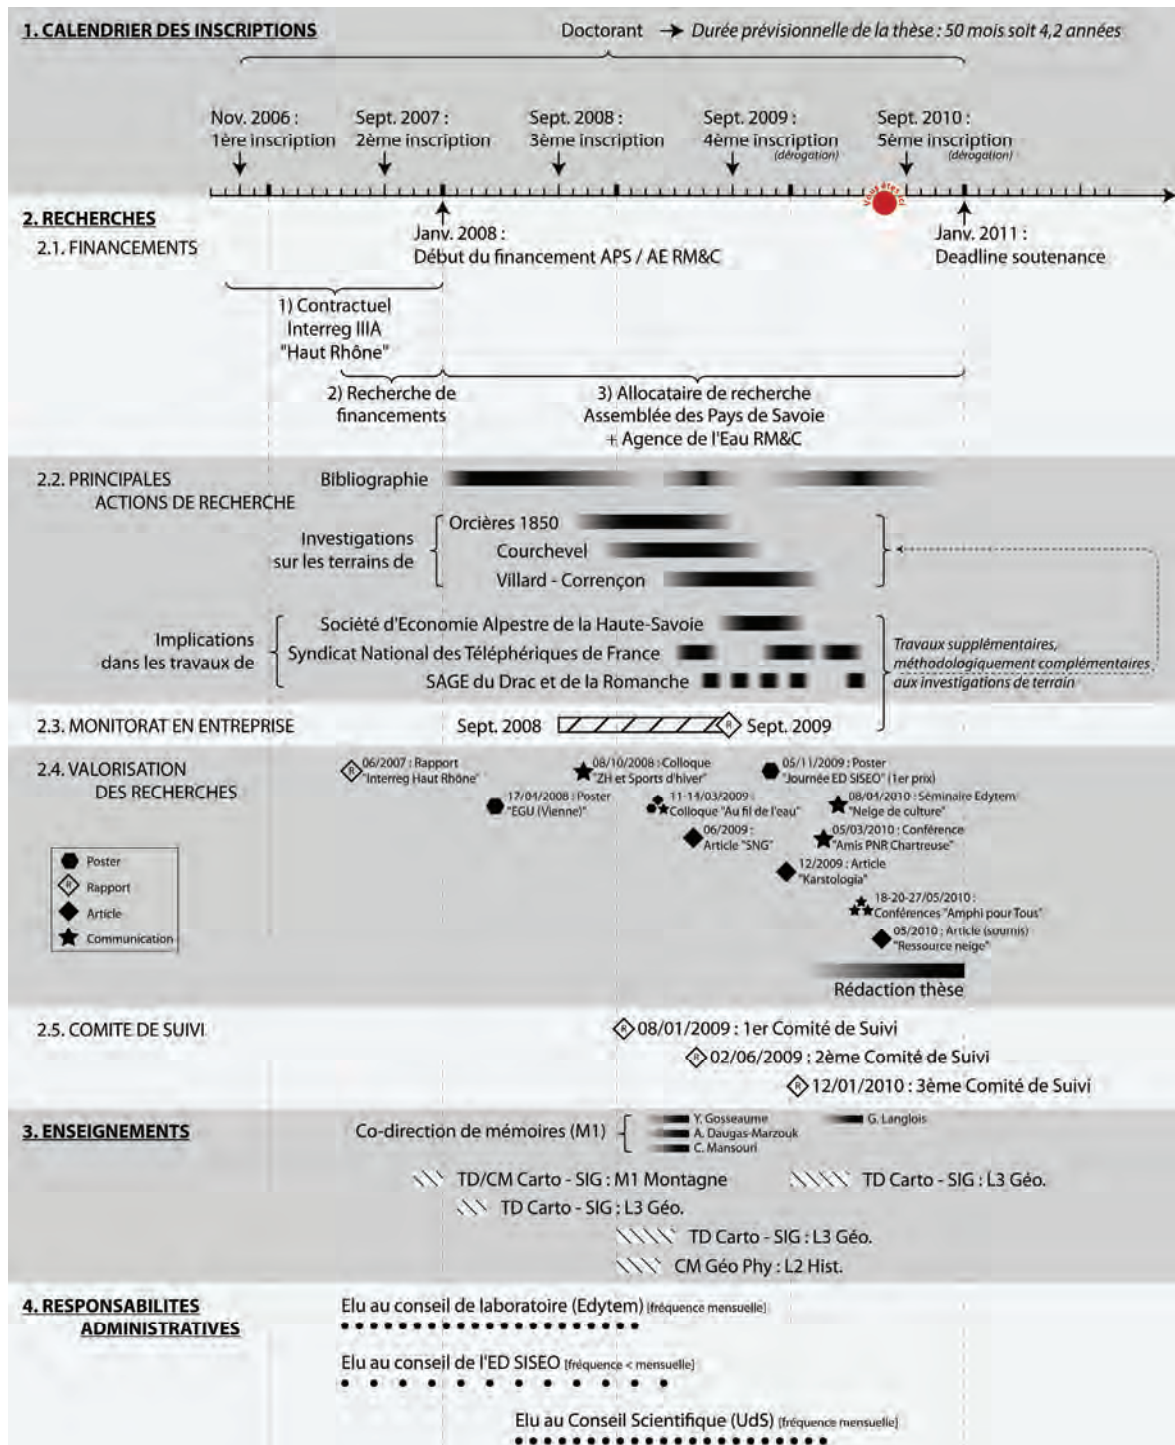 1. CALENDRIER DES INSCRIPTIONS
Doctorant → Durée prévisionnelle de la thèse : 50 mois soit 4,2 années
Nov. 2006 :
1ère inscription
Sept. 2007 :
2ème inscription
Sept. 2008 :
3ème inscription
Sept. 2009 :
4ème inscription
(dérogation)
Sept. 2010 :
5ème inscription
(dérogation)
Vous êtes ici
2. RECHERCHES
2.1. FINANCEMENTS
Janv. 2008 :
Début du financement APS / AE RM&C
Janv. 2011 :
Deadline soutenance
1) Contractuel
Interreg IIIA
"Haut Rhône"
2) Recherche de
financements
3) Allocataire de recherche
Assemblée des Pays de Savoie
+ Agence de l'Eau RM&C
2.2. PRINCIPALES
ACTIONS DE RECHERCHE
Bibliographie
Investigations
sur les terrains de
Orcières 1850
Courchevel
Villard - Corrençon
Implications
dans les travaux de
Société d'Economie Alpestre de la Haute-Savoie
Syndicat National des Téléphériques de France
SAGE du Drac et de la Romanche
Travaux supplémentaires,
méthodologiquement complémentaires
aux investigations de terrain
2.3. MONITORAT EN ENTREPRISE
Sept. 2008
R
Sept. 2009
2.4. VALORISATION
DES RECHERCHES
R
06/2007 : Rapport
"Interreg Haut Rhône"
08/10/2008 : Colloque
"ZH et Sports d'hiver"
05/11/2009 : Poster
"Journée ED SISEO" (1er prix)
17/04/2008 : Poster
"EGU (Vienne)"
11-14/03/2009 :
Colloque "Au fil de l'eau"
08/04/2010 : Séminaire Edytem
"Neige de culture"
06/2009 :
Article "SNG"
05/03/2010 : Conférence
"Amis PNR Chartreuse"
12/2009 : Article
"Karstologia"
18-20-27/05/2010 :
Conférences "Amphi pour Tous"
05/2010 : Article (soumis)
"Ressource neige"
Poster
R Rapport
Article
Communication
Rédaction thèse
2.5. COMITE DE SUIVI
R 08/01/2009 : 1er Comité de Suivi
R 02/06/2009 : 2ème Comité de Suivi
R 12/01/2010 : 3ème Comité de Suivi
3. ENSEIGNEMENTS
Co-direction de mémoires (M1)
Y. Gosseaume
A. Daugas-Marzouk
C. Mansouri
G. Langlois
TD/CM Carto - SIG : M1 Montagne
TD Carto - SIG : L3 Géo.
TD Carto - SIG : L3 Géo.
TD Carto - SIG : L3 Géo.
CM Géo Phy : L2 Hist.
4. RESPONSABILITES
ADMINISTRATIVES
Elu au conseil de laboratoire (Edytem) [fréquence mensuelle]
Elu au conseil de l'ED SISEO [fréquence < mensuelle]
Elu au Conseil Scientifique (UdS) [fréquence mensuelle]